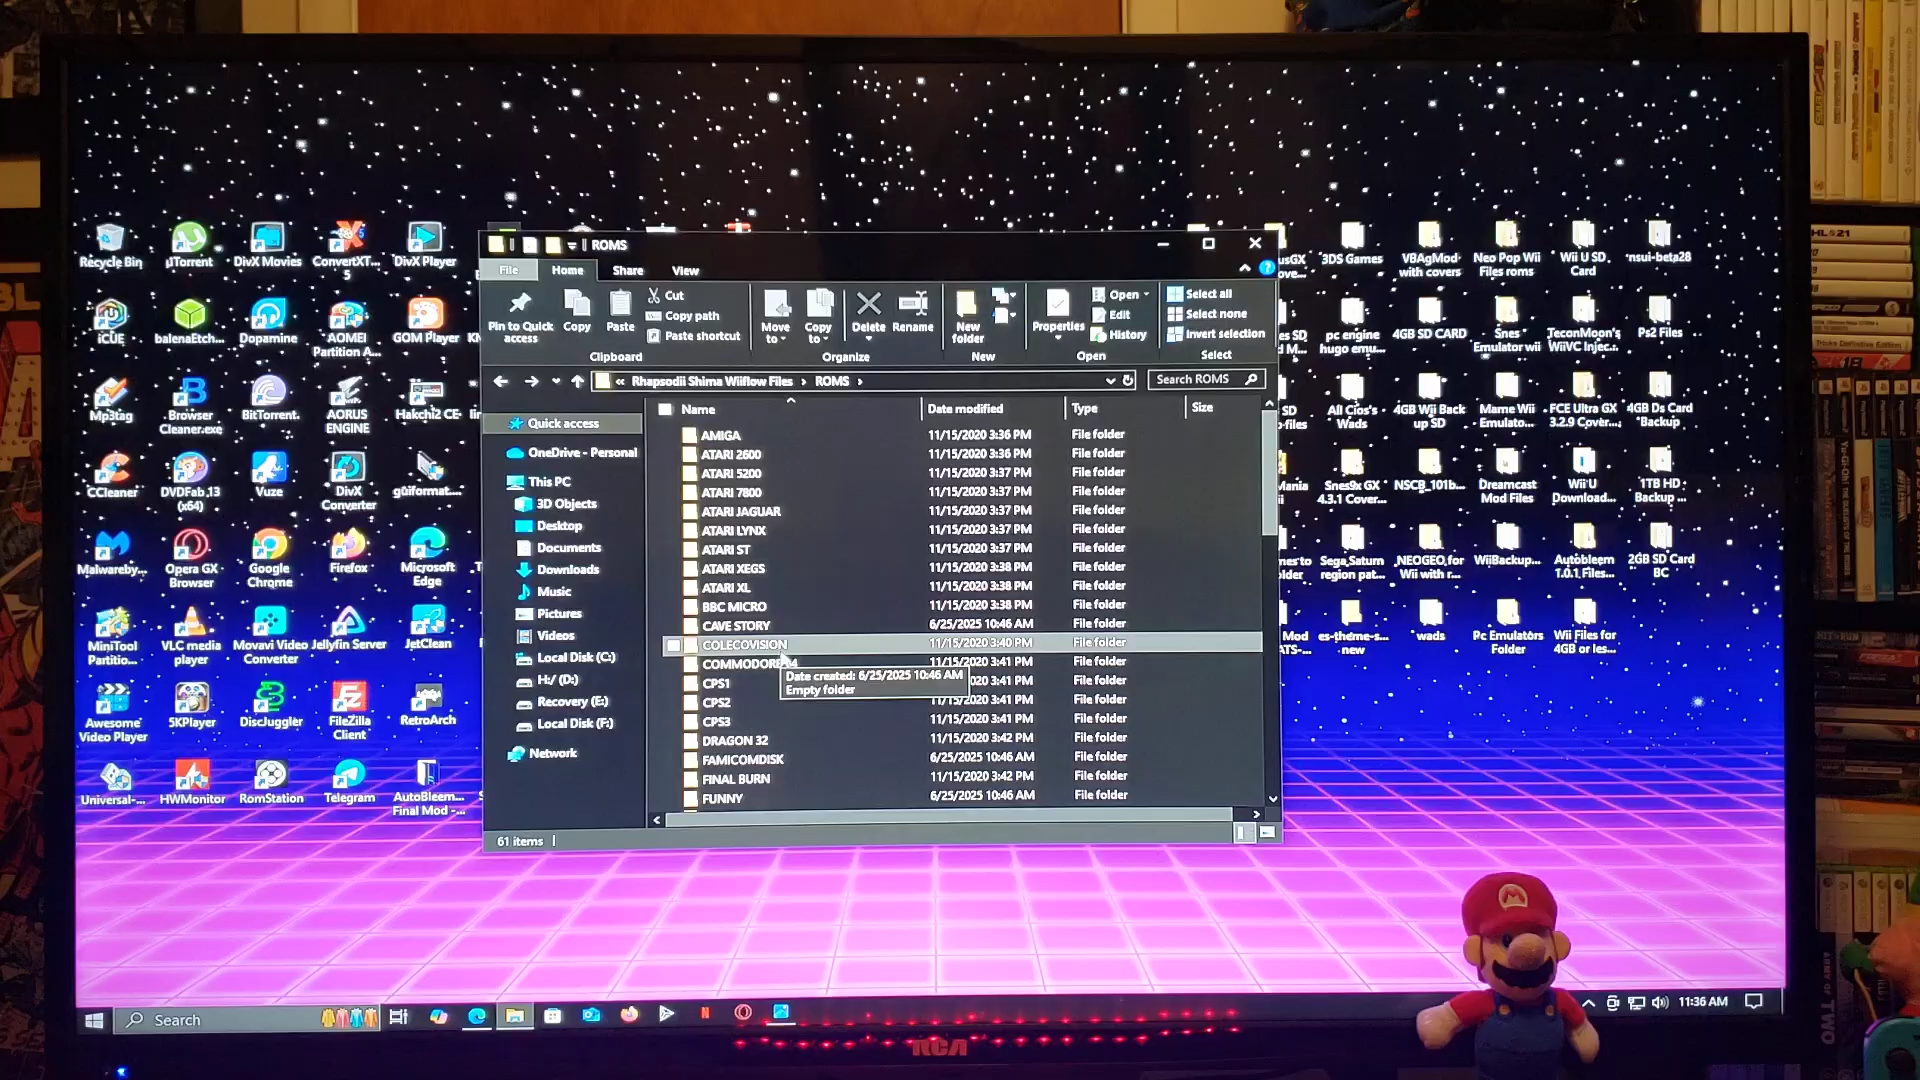 ROMS
File Home Share View
Pin to Quick access
Copy
Paste
Cut
Copy path
Paste shortcut
Move to
Copy to
Delete
Rename
New folder
Properties
Open
Edit
History
Select all
Select none
Invert selection
Clipboard Organize New Open Select
« Rhapsodii Shima Wiiflow Files › ROMS ›
Search ROMS
Name Date modified Type Size
AMIGA 11/15/2020 3:36 PM File folder
ATARI 2600 11/15/2020 3:36 PM File folder
ATARI 5200 11/15/2020 3:37 PM File folder
ATARI 7800 11/15/2020 3:37 PM File folder
ATARI JAGUAR 11/15/2020 3:37 PM File folder
ATARI LYNX 11/15/2020 3:37 PM File folder
ATARI ST 11/15/2020 3:37 PM File folder
ATARI XEGS 11/15/2020 3:38 PM File folder
ATARI XL 11/15/2020 3:38 PM File folder
BBC MICRO 11/15/2020 3:38 PM File folder
CAVE STORY 6/25/2025 10:46 AM File folder
COLECOVISION 11/15/2020 3:40 PM File folder
11/15/2020 3:41 PM File folder
CPS1 3:41 PM File folder
CPS2 11/15/2020 3:41 PM File folder
CPS3 11/15/2020 3:41 PM File folder
DRAGON 32 11/15/2020 3:42 PM File folder
FAMICOMDISK 6/25/2025 10:46 AM File folder
FINAL BURN 11/15/2020 3:42 PM File folder
FUNNY 6/25/2025 10:46 AM File folder
Date created: 6/25/2025 10:46 AM
Empty folder
Quick access
OneDrive - Personal
This PC
3D Objects
Desktop
Documents
Downloads
Music
Pictures
Videos
Local Disk (C:)
H:/ (D:)
Recovery (E:)
Local Disk (F:)
Network
61 items
Recycle Bin
µTorrent
DivX Movies
ConvertXT... 5
DivX Player
iCUE
balenaEtch...
Dopamine
AOMEI Partition A...
GOM Player
Mp3tag
Browser Cleaner.exe
BitTorrent
AORUS ENGINE
Hakchi2 CE
CCleaner
DVDFab 13 (x64)
Vuze
DivX Converter
guiformat....
Malwareby...
Opera GX Browser
Google Chrome
Firefox
Microsoft Edge
MiniTool Partitio...
VLC media player
Movavi Video Converter
Jellyfin Server
JetClean
Awesome Video Player
5KPlayer
DiscJuggler
FileZilla Client
RetroArch
Universal-...
HWMonitor
RomStation
Telegram
AutoBleem... Final Mod -...
3DS Games
VBAgMod with covers
Neo Pop Wii Files roms
Wii U SD Card
nsui-beta28
pc engine hugo emu...
4GB SD CARD
Snes Emulator wii
TeconMoon's WiiVC Injec...
Ps2 Files
All Cios's Wads
4GB Wii Back up SD
Mame Wii Emulato...
FCE Ultra GX 3.2.9 Cover...
4GB Ds Card Backup
Snes9x GX 4.3.1 Cover...
NSCB_101b...
Dreamcast Mod Files
Wii U Download...
1TB HD Backup ...
Sega Saturn region pat...
NEOGEO for Wii with r...
WiiBackup...
Autobleem 1.0.1 Files...
2GB SD Card BC
es-theme-s... new
wads
Pc Emulators Folder
Wii Files for 4GB or les...
Search
11:36 AM
RCA
M
ARMY OF TWO